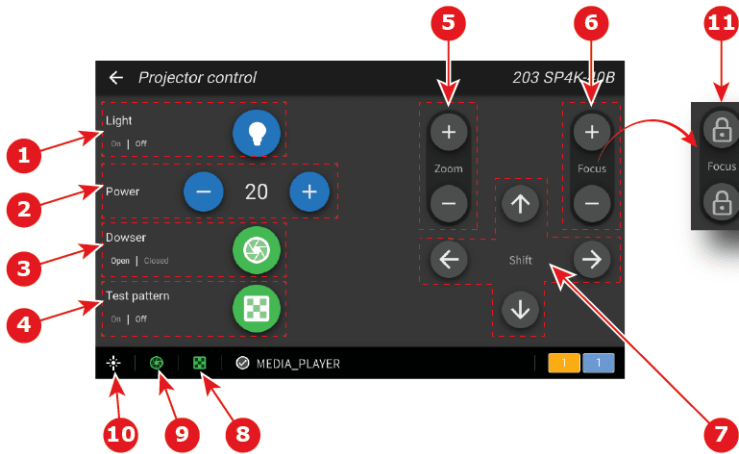 5
6
11
Projector control
203 SP4K-40B
Light
On | Off
1
Zoom
Focus
Focus
Power
20
2
Dowser
Open | Closed
3
Shift
Test pattern
On | Off
4
MEDIA_PLAYER
1
1
10
9
8
7